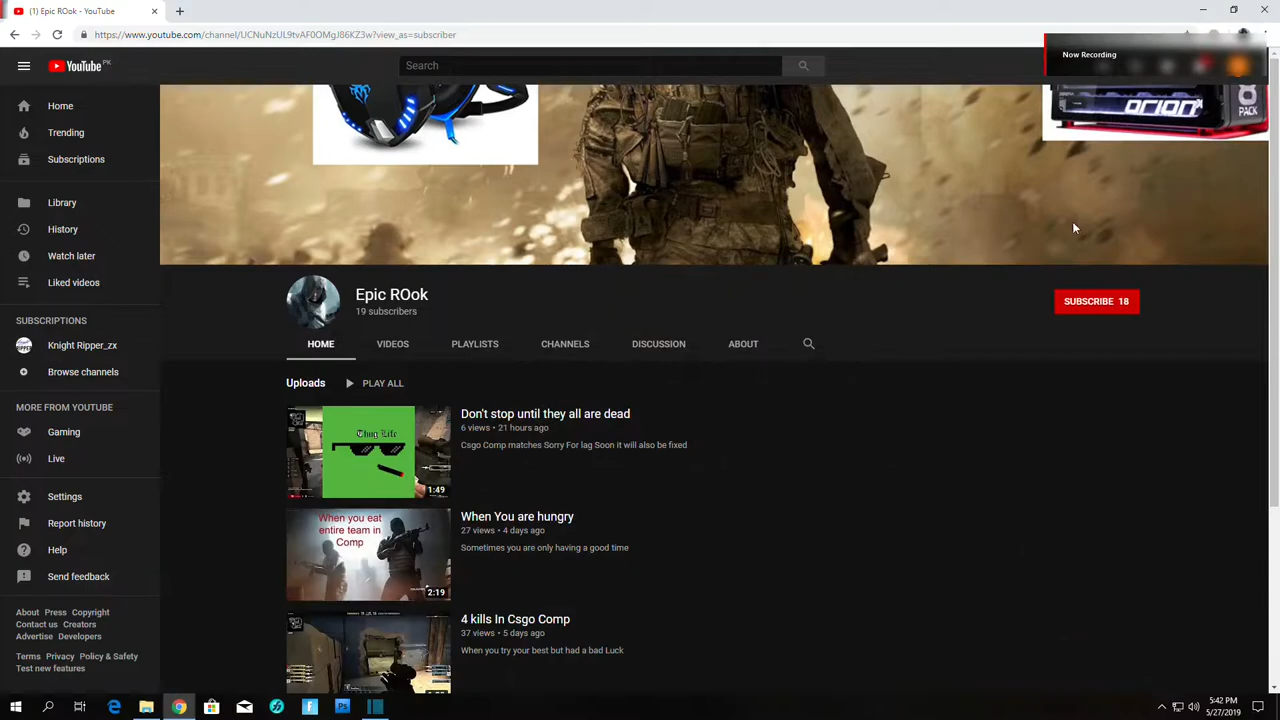 (1) Epic ROok - YouTube
https://www.youtube.com/channel/UCNuNzUL9tvAF0OMgJ86KZ3w?view_as=subscriber
Now Recording
YouTube PK
Search
Home
Trending
Subscriptions
Library
History
Watch later
Liked videos
SUBSCRIPTIONS
Knight Ripper_zx
Browse channels
MORE FROM YOUTUBE
Gaming
Live
Settings
Report history
Help
Send feedback
About Press Copyright
Contact us Creators
Advertise Developers
Terms Privacy Policy & Safety
Test new features
ORION
8
PACK
Epic ROok
19 subscribers
SUBSCRIBE 18
HOME VIDEOS PLAYLISTS CHANNELS DISCUSSION ABOUT
Uploads PLAY ALL
Thug Life
1:49
Don't stop until they all are dead
6 views • 21 hours ago
Csgo Comp matches Sorry For lag Soon it will also be fixed
When you eat
entire team in
Comp
2:19
When You are hungry
27 views • 4 days ago
Sometimes you are only having a good time
4 kills In Csgo Comp
37 views • 5 days ago
When you try your best but had a bad Luck
5:42 PM
5/27/2019